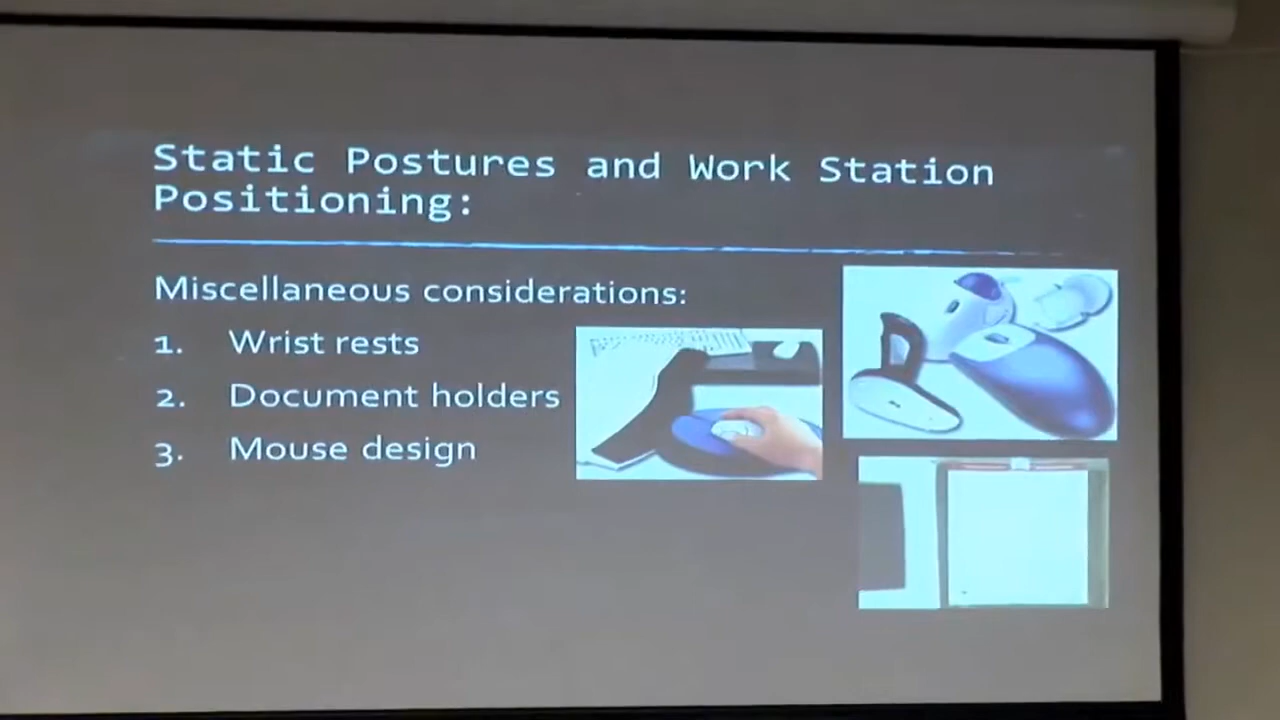 Static Postures and Work Station
Positioning:
Miscellaneous considerations:
1. Wrist rests
2. Document holders
3. Mouse design